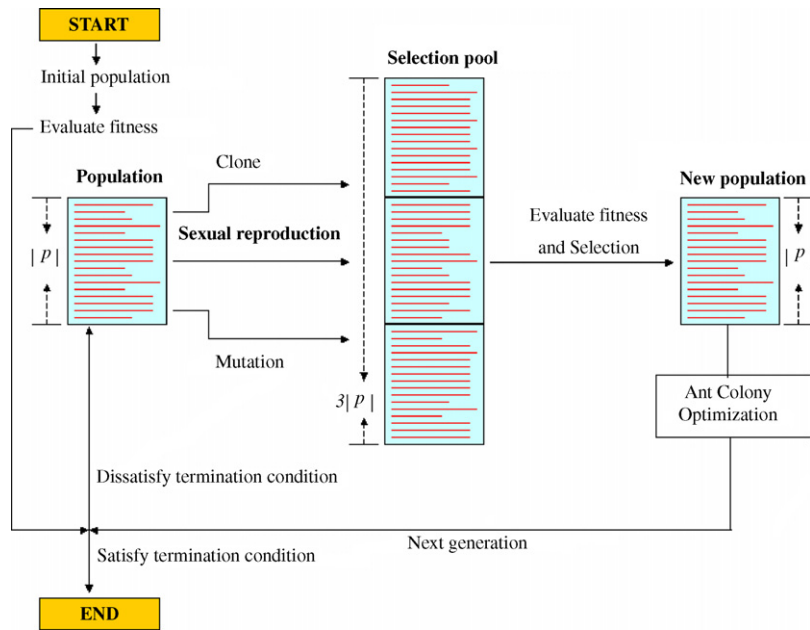 START
Initial population
Evaluate fitness
Population
| p |
Clone
Sexual reproduction
Mutation
Selection pool
3| p |
Evaluate fitness
and Selection
New population
| p
Ant Colony
Optimization
Dissatisfy termination condition
Next generation
Satisfy termination condition
END